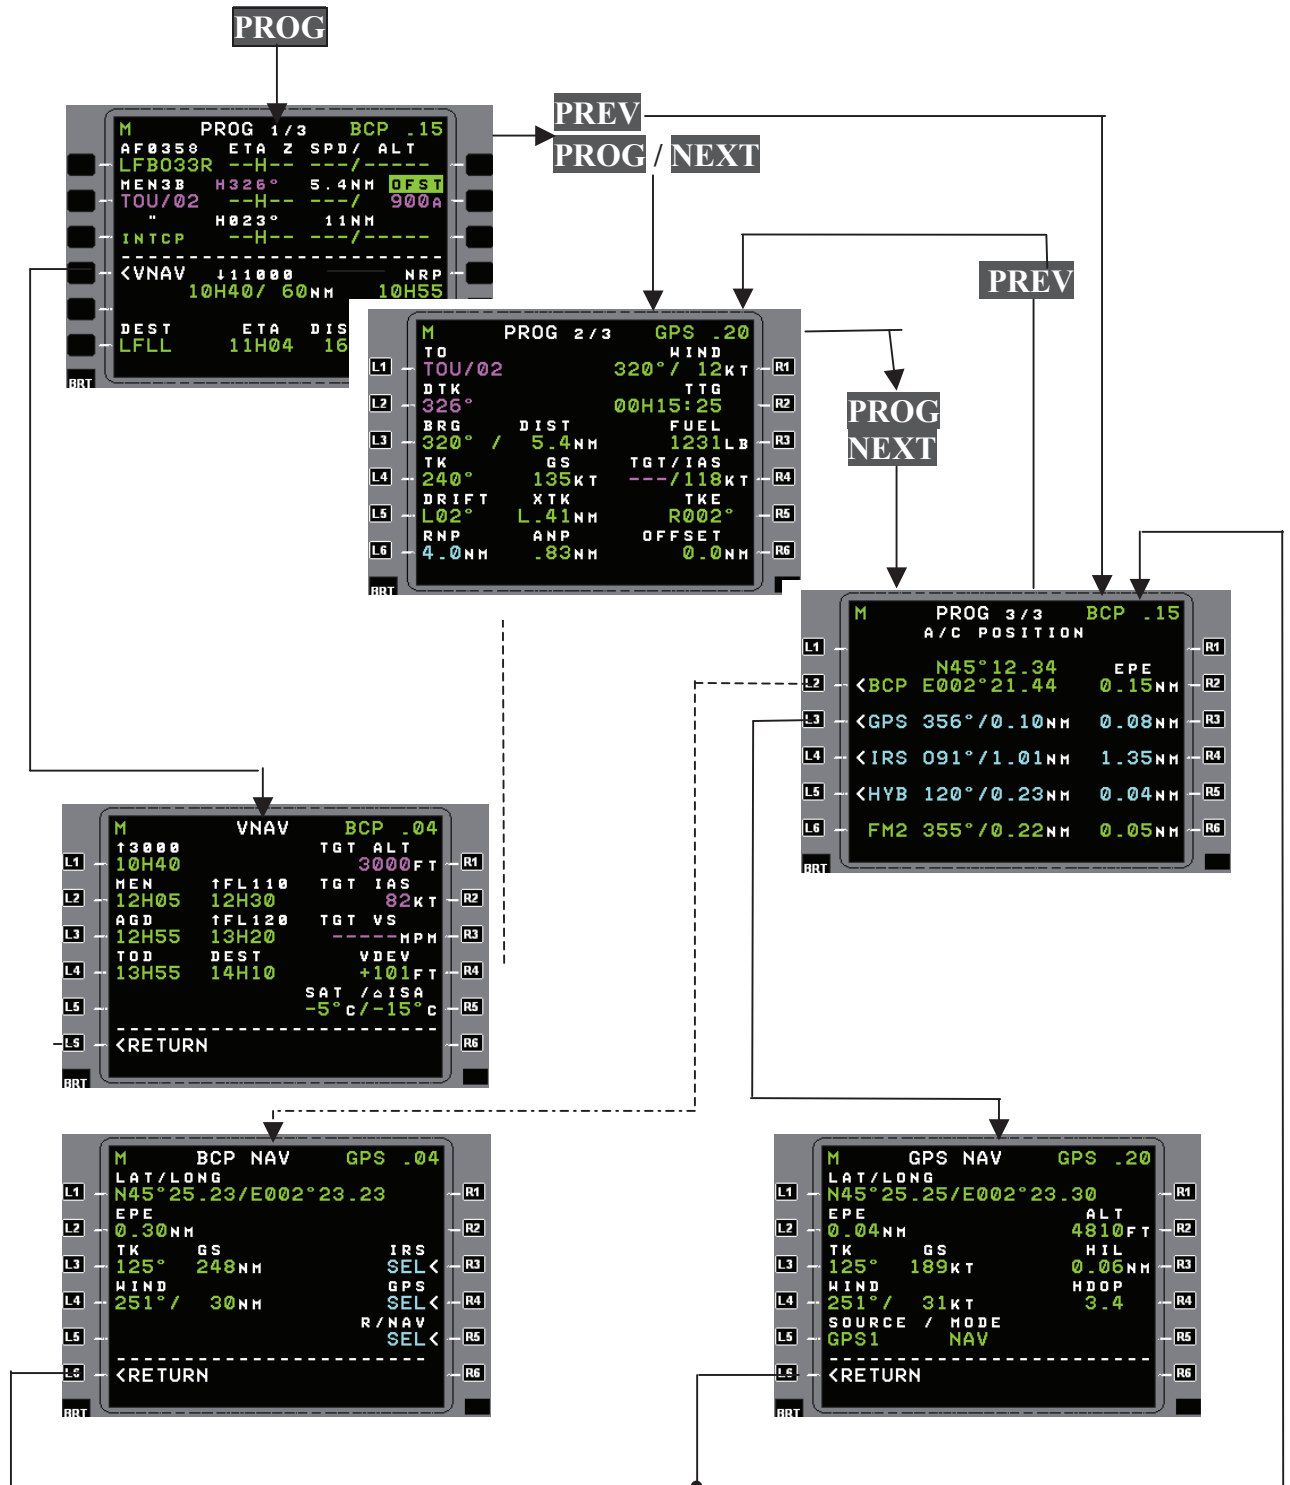 PROG
M PROG 1/3 BCP .15
AF0358 ETA Z SPD/ ALT
LFBO33R --H-- ---/-----
MEN3B H326° 5.4NM OFST
TOU/02 --H-- ---/ 900A
" H023° 11NM
INTCP --H-- ---/-----
<VNAV ↓11000 NRP
10H40/ 60NM 10H55
DEST ETA DIS
LFLL 11H04 16
BRT
PREV
PROG / NEXT
PREV
M PROG 2/3 GPS .20
TO WIND
L1 TOU/02 320°/ 12KT R1
DTK TTG
L2 326° 00H15:25 R2
BRG DIST FUEL
L3 320° / 5.4NM 1231LB R3
TK GS TGT/IAS
L4 240° 135KT ---/118KT R4
DRIFT XTK TKE
L5 L02° L.41NM R002° R5
RNP ANP OFFSET
L6 4.0NM .83NM 0.0NM R6
BRT
PROG
NEXT
M PROG 3/3 BCP .15
A/C POSITION
L1 R1
N45°12.34 EPE
L2 <BCP E002°21.44 0.15NM R2
L3 <GPS 356°/0.10NM 0.08NM R3
L4 <IRS 091°/1.01NM 1.35NM R4
L5 <HYB 120°/0.23NM 0.04NM R5
L6 FM2 355°/0.22NM 0.05NM R6
BRT
M VNAV BCP .04
↑3000 TGT ALT
L1 10H40 3000FT R1
MEN ↑FL110 TGT IAS
L2 12H05 12H30 82KT R2
AGD ↑FL120 TGT VS
L3 12H55 13H20 -----MPM R3
TOD DEST VDEV
L4 13H55 14H10 +101FT R4
SAT /△ISA
L5 -5°C/-15°C R5
L6 <RETURN R6
BRT
M BCP NAV GPS .04
LAT/LONG
L1 N45°25.23/E002°23.23 R1
EPE
L2 0.30NM R2
TK GS IRS
L3 125° 248NM SEL< R3
WIND GPS
L4 251°/ 30NM SEL< R4
R/NAV
L5 SEL< R5
L6 <RETURN R6
BRT
M GPS NAV GPS .20
LAT/LONG
L1 N45°25.25/E002°23.30 R1
EPE ALT
L2 0.04NM 4810FT R2
TK GS HIL
L3 125° 189KT 0.06NM R3
WIND HDOP
L4 251°/ 31KT 3.4 R4
SOURCE / MODE
L5 GPS1 NAV R5
L6 <RETURN R6
BRT